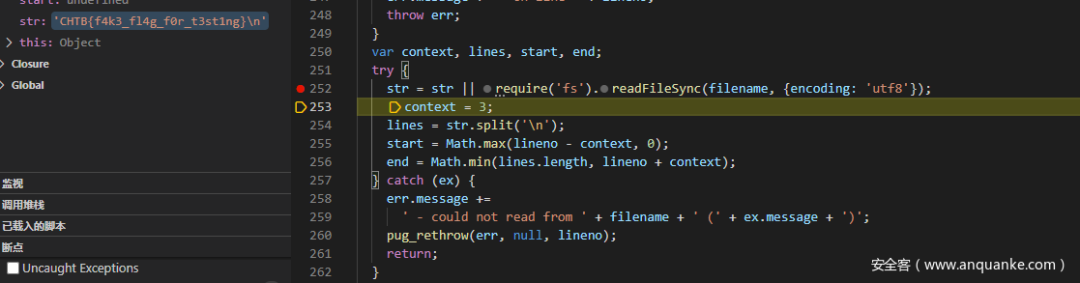 start: undefined
str: 'CHTB{f4k3_fl4g_f0r_t3st1ng}\n'
this: Object
Closure
Global
监视
调用堆栈
已载入的脚本
断点
Uncaught Exceptions
248 throw err;
249 }
250 var context, lines, start, end;
251 try {
252 str = str || require('fs').readFileSync(filename, {encoding: 'utf8'});
253 context = 3;
254 lines = str.split('\n');
255 start = Math.max(lineno - context, 0);
256 end = Math.min(lines.length, lineno + context);
257 } catch (ex) {
258 err.message +=
259 ' - could not read from ' + filename + ' (' + ex.message + ')';
260 pug_rethrow(err, null, lineno);
261 return;
262 }
安全客（www.anquanke.com）